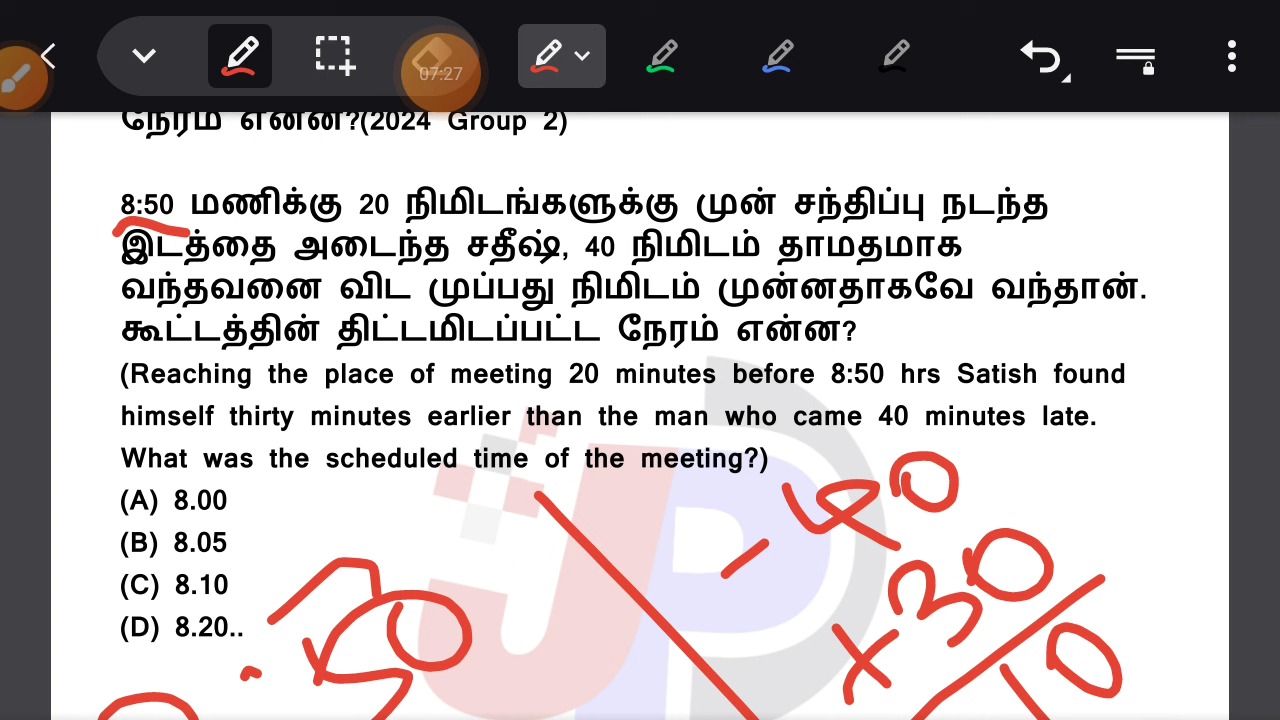 07:27
நேரம் என்ன?(2024 Group 2)
8:50 மணிக்கு 20 நிமிடங்களுக்கு முன் சந்திப்பு நடந்த
இடத்தை அடைந்த சதீஷ், 40 நிமிடம் தாமதமாக
வந்தவனை விட முப்பது நிமிடம் முன்னதாகவே வந்தான்.
கூட்டத்தின் திட்டமிடப்பட்ட நேரம் என்ன?
(Reaching the place of meeting 20 minutes before 8:50 hrs Satish found
himself thirty minutes earlier than the man who came 40 minutes late.
What was the scheduled time of the meeting?)
(A) 8.00
(B) 8.05
(C) 8.10
(D) 8.20..
- 40
+30
10